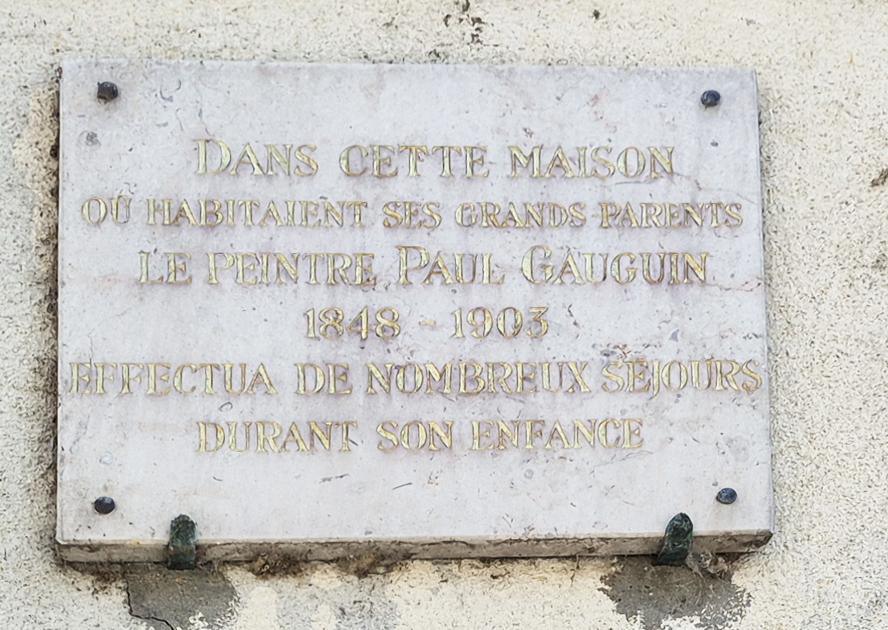 DANS CETTE MAISON
OÙ HABITAIENT SES GRANDS PARENTS
LE PEINTRE PAUL GAUGUIN
1848 - 1903
EFFECTUA DE NOMBREUX SÉJOURS
DURANT SON ENFANCE